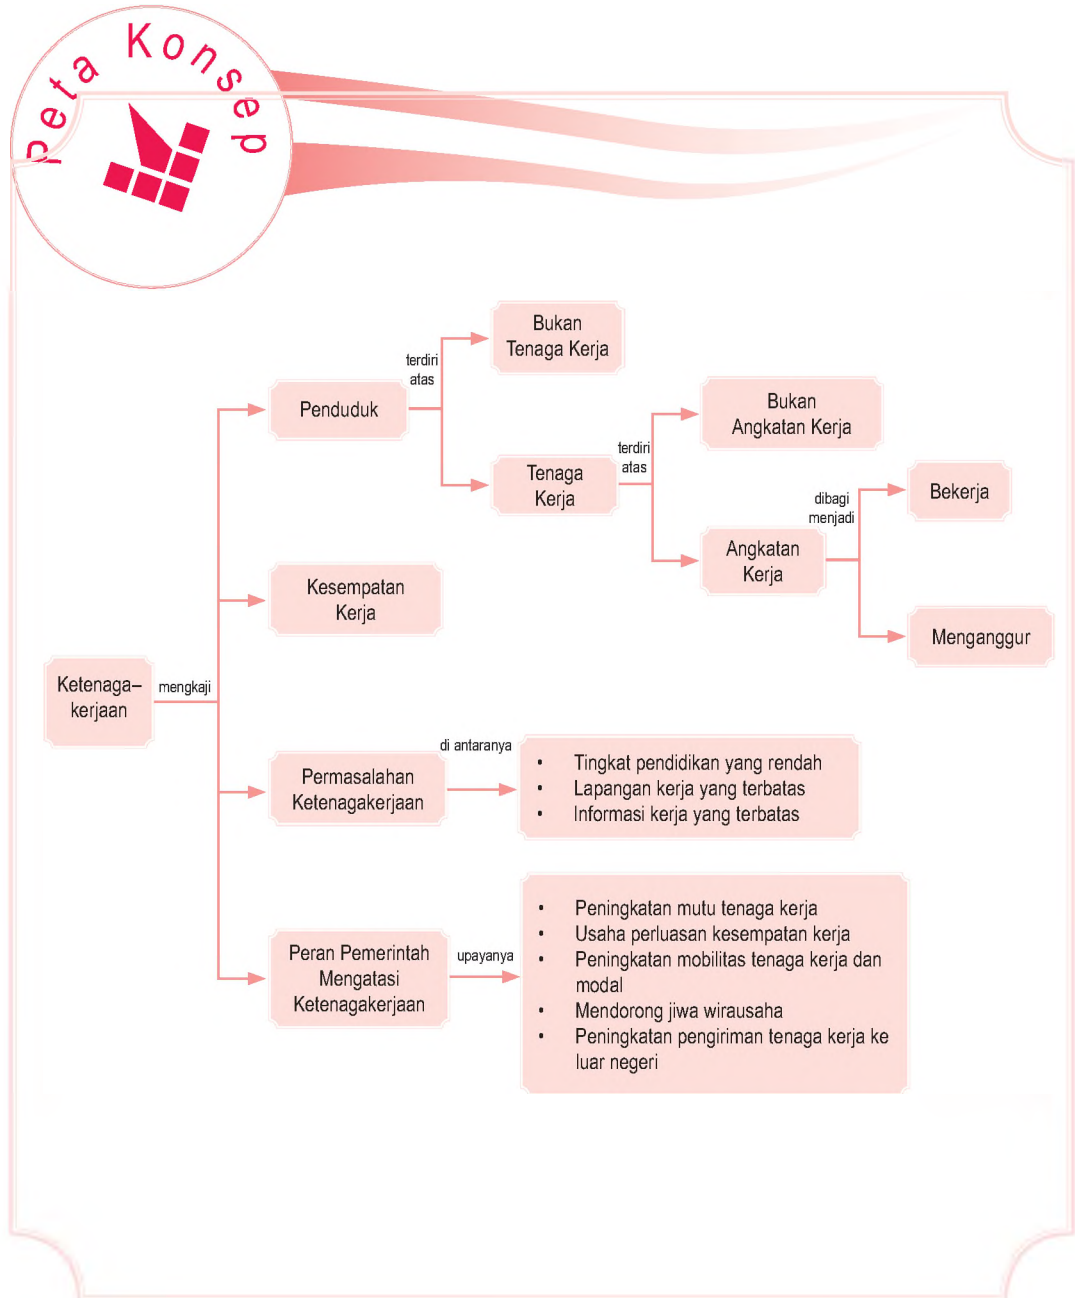 Peta Konsep
Bukan
Tenaga Kerja
terdiri
atas
Penduduk
Bukan
Angkatan Kerja
terdiri
atas
Tenaga
Kerja
Bekerja
dibagi
menjadi
Angkatan
Kerja
Kesempatan
Kerja
Menganggur
Ketenaga–
kerjaan
mengkaji
di antaranya
Permasalahan
Ketenagakerjaan
• Tingkat pendidikan yang rendah
• Lapangan kerja yang terbatas
• Informasi kerja yang terbatas
Peran Pemerintah
Mengatasi
Ketenagakerjaan
upayanya
• Peningkatan mutu tenaga kerja
• Usaha perluasan kesempatan kerja
• Peningkatan mobilitas tenaga kerja dan
modal
• Mendorong jiwa wirausaha
• Peningkatan pengiriman tenaga kerja ke
luar negeri